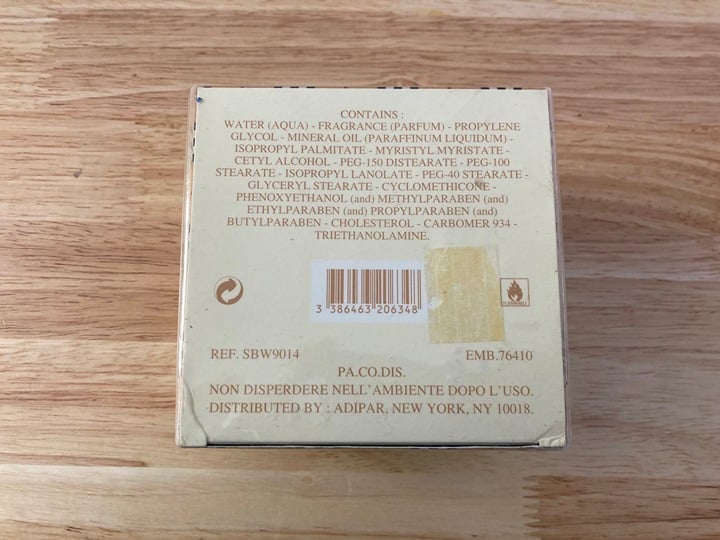 CONTAINS :
WATER (AQUA) - FRAGRANCE (PARFUM) - PROPYLENE
GLYCOL - MINERAL OIL (PARAFFINUM LIQUIDUM) -
ISOPROPYL PALMITATE - MYRISTYL MYRISTATE -
CETYL ALCOHOL - PEG-150 DISTEARATE - PEG-100
STEARATE - ISOPROPYL LANOLATE - PEG-40 STEARATE -
GLYCERYL STEARATE - CYCLOMETHICONE -
PHENOXYETHANOL (and) METHYLPARABEN (and)
ETHYLPARABEN (and) PROPYLPARABEN (and)
BUTYLPARABEN - CHOLESTEROL - CARBOMER 934 -
TRIETHANOLAMINE.
3 386463 206348
REF. SBW9014 EMB.76410
PA.CO.DIS.
NON DISPERDERE NELL'AMBIENTE DOPO L'USO.
DISTRIBUTED BY : ADIPAR, NEW YORK, NY 10018.